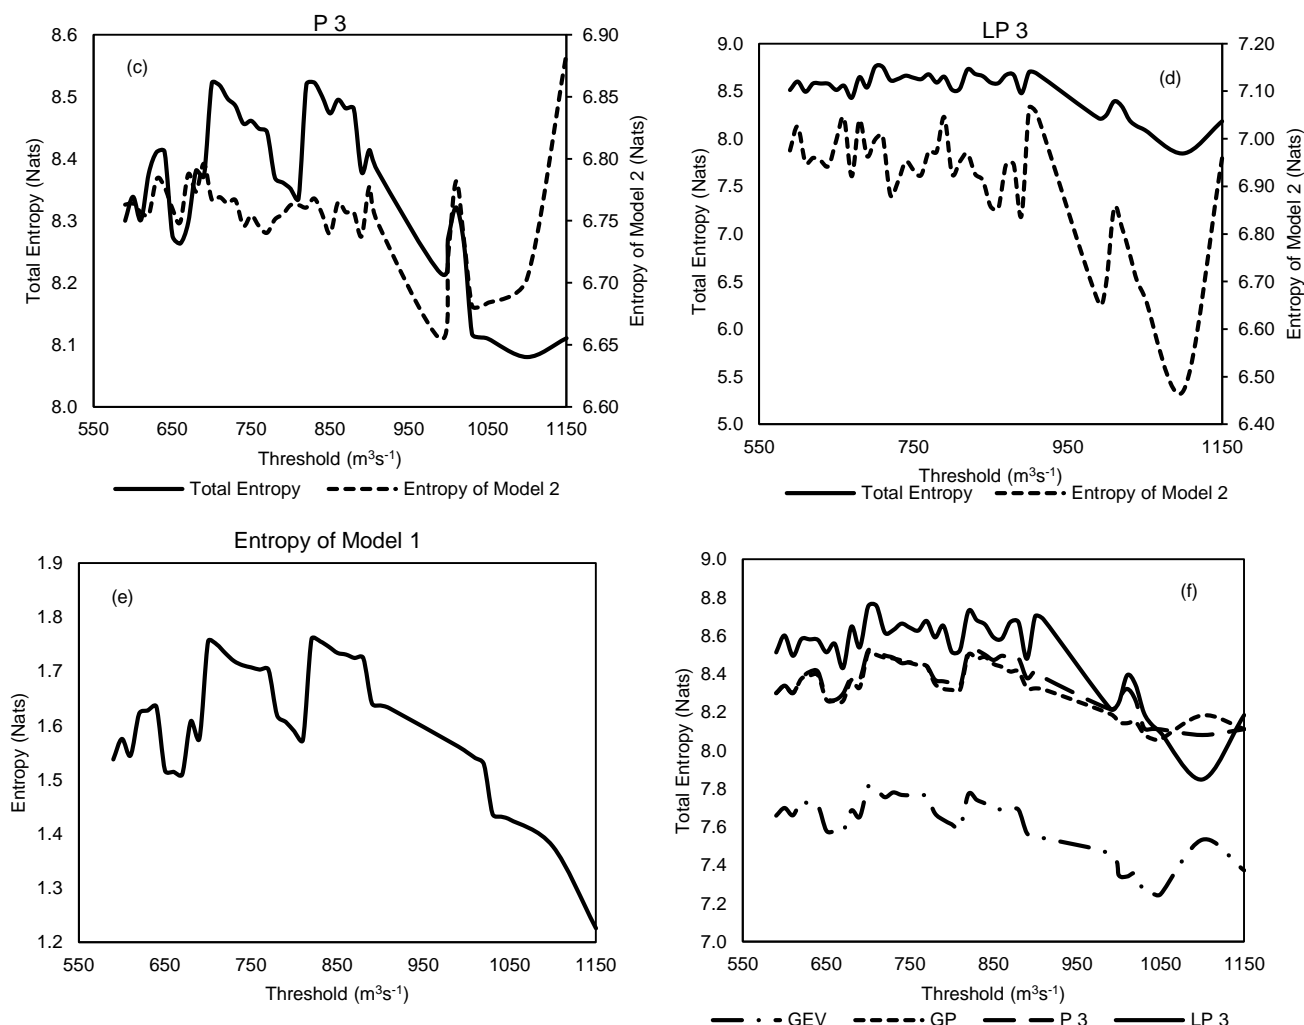 P 3
(c)
Total Entropy (Nats)
8.6
8.5
8.4
8.3
8.2
8.1
8.0
6.90
6.85
6.80
6.75
6.70
6.65
6.60
Entropy of Model 2 (Nats)
550 650 750 850 950 1050 1150
Threshold (m³s⁻¹)
Total Entropy Entropy of Model 2
LP 3
(d)
Total Entropy (Nats)
9.0
8.5
8.0
7.5
7.0
6.5
6.0
5.5
5.0
7.20
7.10
7.00
6.90
6.80
6.70
6.60
6.50
6.40
Entropy of Model 2 (Nats)
550 750 950 1150
Threshold (m³s⁻¹)
Total Entropy Entropy of Model 2
Entropy of Model 1
(e)
Entropy (Nats)
1.9
1.8
1.7
1.6
1.5
1.4
1.3
1.2
550 650 750 850 950 1050 1150
Threshold (m³s⁻¹)
(f)
Total Entropy (Nats)
9.0
8.8
8.6
8.4
8.2
8.0
7.8
7.6
7.4
7.2
7.0
550 650 750 850 950 1050 1150
Threshold (m³s⁻¹)
GEV GP P 3 LP 3